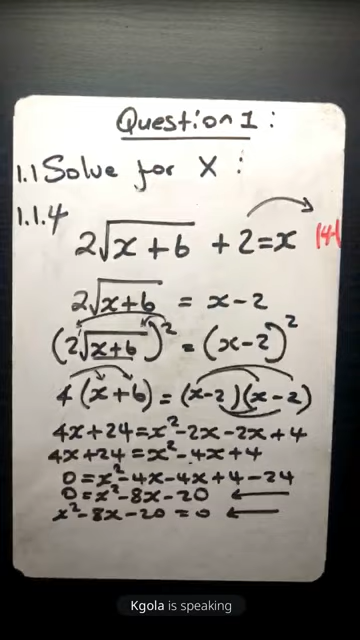 Question 1:
1.1 Solve for X:
1.1.4
2√x+6 + 2 = x
2√x+6 = x-2
(2√x+6)² = (x-2)²
4(x+6) = (x-2)(x-2)
4x+24 = x²-2x-2x+4
4x+24 = x²-4x+4
0 = x²-4x-4x+4-24
0 = x²-8x-20
x²-8x-20 = 0
Kgola is speaking